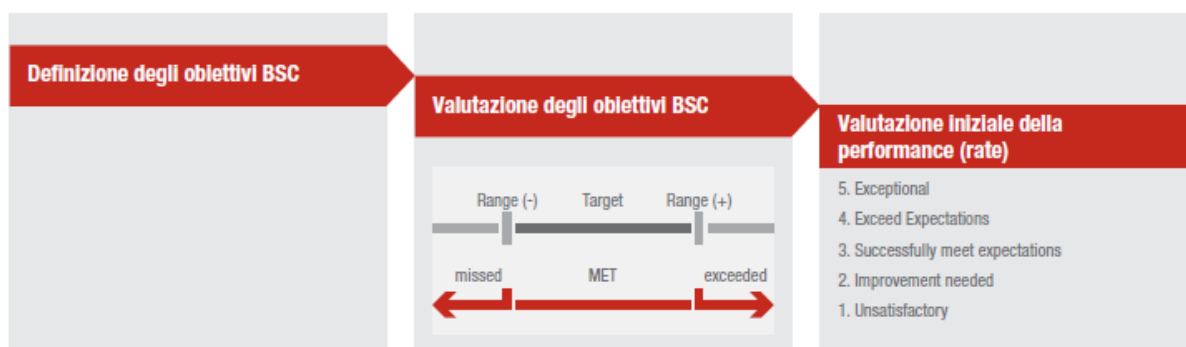 Definizione degli obiettivi BSC
Valutazione degli obiettivi BSC
Range (-) Target Range (+)
missed MET exceeded
Valutazione iniziale della
performance (rate)
5. Exceptional
4. Exceed Expectations
3. Successfully meet expectations
2. Improvement needed
1. Unsatisfactory